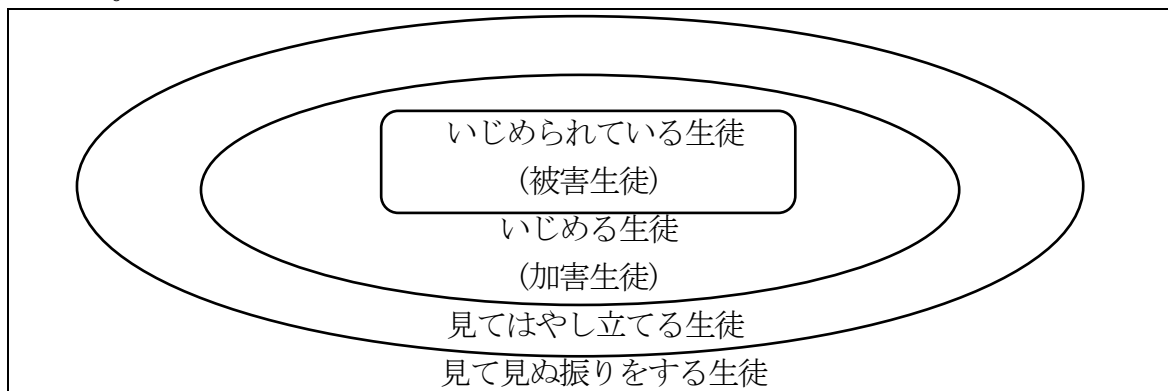 いじめられている生徒
(被害生徒)
いじめる生徒
(加害生徒)
見てはやし立てる生徒
見て見ぬ振りをする生徒